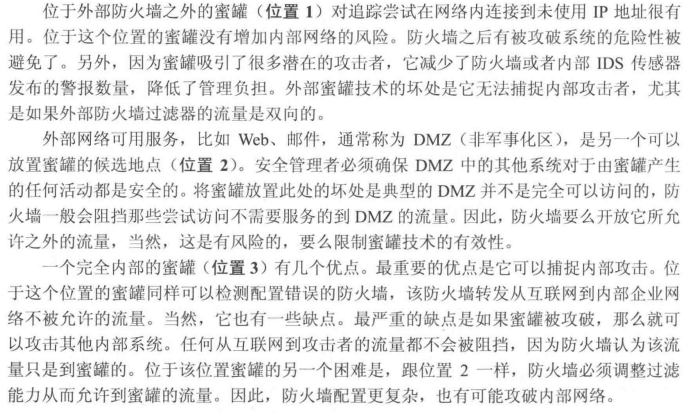 位于外部防火墙之外的蜜罐（位置 1）对追踪尝试在网络内连接到未使用 IP 地址很有
用。位于这个位置的蜜罐没有增加内部网络的风险。防火墙之后有被攻破系统的危险性被
避免了。另外，因为蜜罐吸引了很多潜在的攻击者，它减少了防火墙或者内部 IDS 传感器
发布的警报数量，降低了管理负担。外部蜜罐技术的坏处是它无法捕捉内部攻击者，尤其
是如果外部防火墙过滤器的流量是双向的。
外部网络可用服务，比如 Web、邮件，通常称为 DMZ（非军事化区），是另一个可以
放置蜜罐的候选地点（位置 2）。安全管理者必须确保 DMZ 中的其他系统对于由蜜罐产生
的任何活动都是安全的。将蜜罐放置此处的坏处是典型的 DMZ 并不是完全可以访问的，防
火墙一般会阻挡那些尝试访问不需要服务的到 DMZ 的流量。因此，防火墙要么开放它所允
许之外的流量，当然，这是有风险的，要么限制蜜罐技术的有效性。
一个完全内部的蜜罐（位置 3）有几个优点。最重要的优点是它可以捕捉内部攻击。位
于这个位置的蜜罐同样可以检测配置错误的防火墙，该防火墙转发从互联网到内部企业网
络不被允许的流量。当然，它也有一些缺点。最严重的缺点是如果蜜罐被攻破，那么就可
以攻击其他内部系统。任何从互联网到攻击者的流量都不会被阻挡，因为防火墙认为该流
量只是到蜜罐的。位于该位置蜜罐的另一个困难是，跟位置 2 一样，防火墙必须调整过滤
能力从而允许到蜜罐的流量。因此，防火墙配置更复杂，也有可能攻破内部网络。